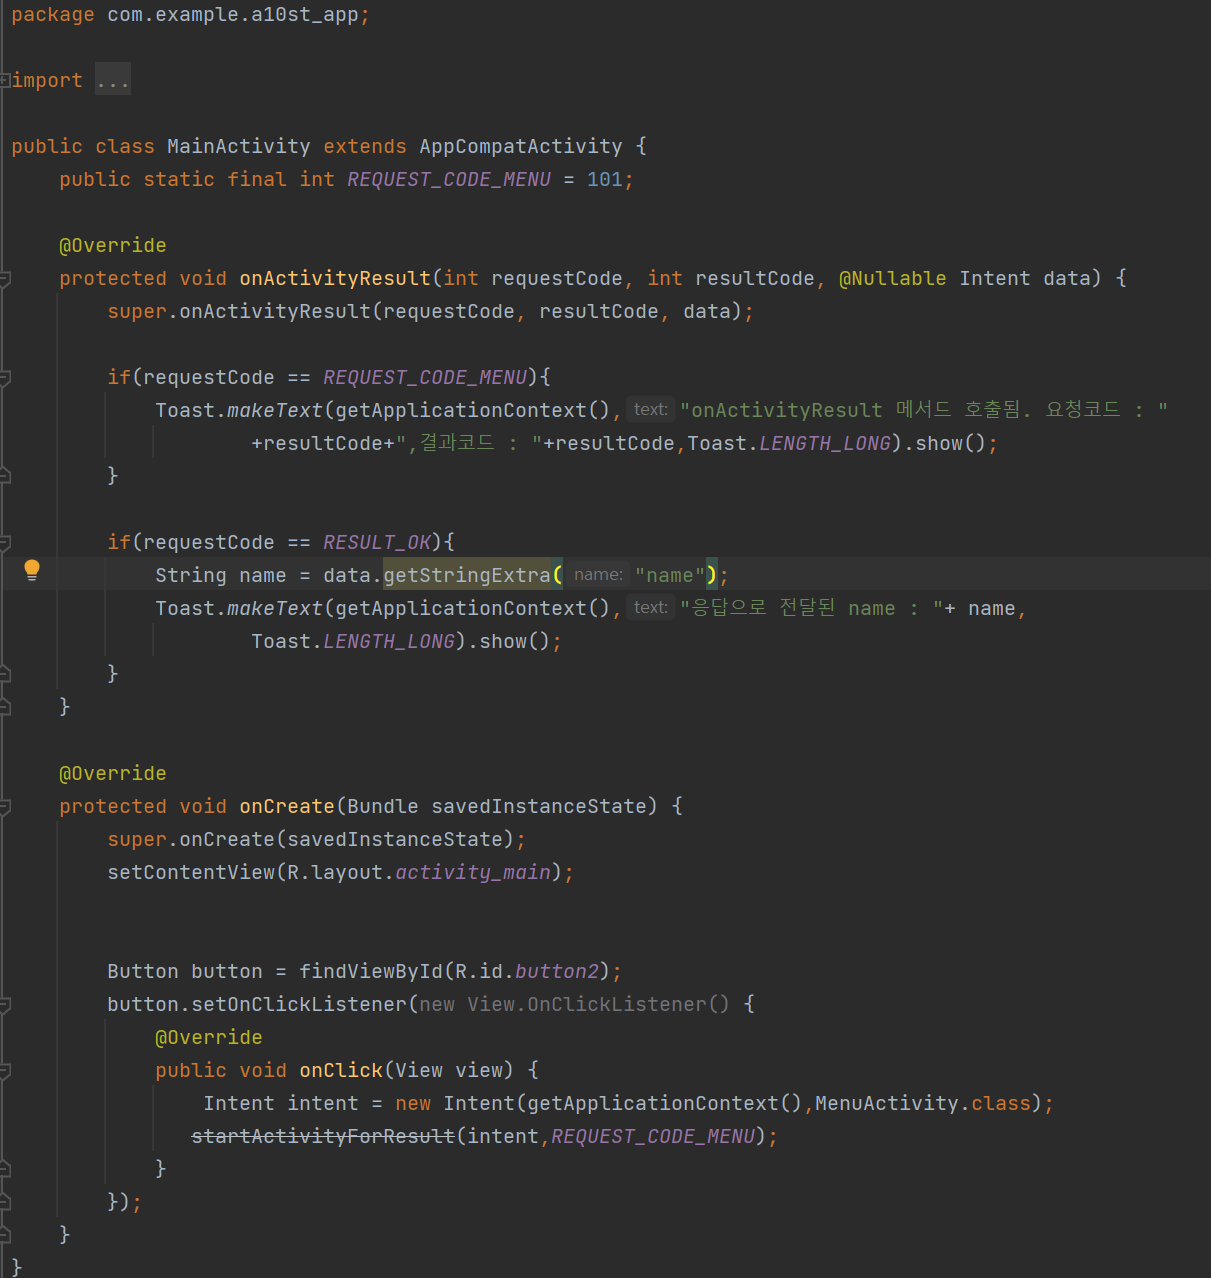 package com.example.a10st_app;
import ...
public class MainActivity extends AppCompatActivity {
public static final int REQUEST_CODE_MENU = 101;
@Override
protected void onActivityResult(int requestCode, int resultCode, @Nullable Intent data) {
super.onActivityResult(requestCode, resultCode, data);
if(requestCode == REQUEST_CODE_MENU){
Toast.makeText(getApplicationContext(), text: "onActivityResult 메서드 호출됨. 요청코드 : "
+resultCode+",결과코드 : "+resultCode,Toast.LENGTH_LONG).show();
}
if(requestCode == RESULT_OK){
String name = data.getStringExtra( name: "name");
Toast.makeText(getApplicationContext(), text: "응답으로 전달된 name : "+ name,
Toast.LENGTH_LONG).show();
}
}
@Override
protected void onCreate(Bundle savedInstanceState) {
super.onCreate(savedInstanceState);
setContentView(R.layout.activity_main);
Button button = findViewById(R.id.button2);
button.setOnClickListener(new View.OnClickListener() {
@Override
public void onClick(View view) {
Intent intent = new Intent(getApplicationContext(),MenuActivity.class);
startActivityForResult(intent,REQUEST_CODE_MENU);
}
});
}
}